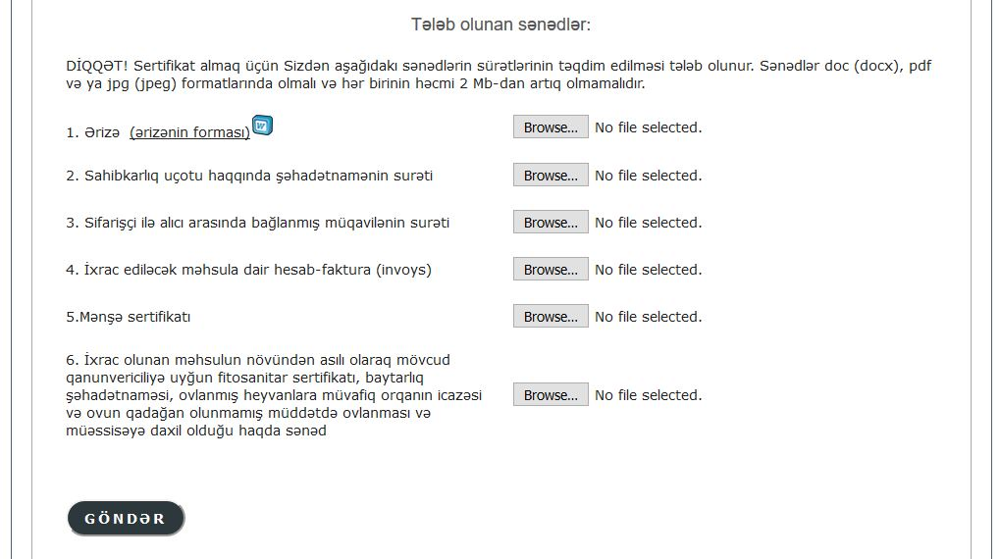 Tələb olunan sənədlər:
DİQQƏT! Sertifikat almaq üçün Sizdən aşağıdakı sənədlərin sürətlərinin təqdim edilməsi tələb olunur. Sənədlər doc (docx), pdf
və ya jpg (jpeg) formatlarında olmalı və hər birinin həcmi 2 Mb-dan artıq olmamalıdır.
1. Ərizə (ərizənin forması) Browse... No file selected.
2. Sahibkarlıq uçotu haqqında şəhadətnamənin surəti Browse... No file selected.
3. Sifarişçi ilə alıcı arasında bağlanmış müqavilənin surəti Browse... No file selected.
4. İxrac ediləcək məhsula dair hesab-faktura (invoys) Browse... No file selected.
5.Mənşə sertifikatı Browse... No file selected.
6. İxrac olunan məhsulun növündən asılı olaraq mövcud
qanunvericiliyə uyğun fitosanitar sertifikatı, baytarlıq
şəhadətnaməsi, ovlanmış heyvanlara müvafiq orqanın icazəsi
və ovun qadağan olunmamış müddətdə ovlanması və
müəssisəyə daxil olduğu haqda sənəd
Browse... No file selected.
GÖNDƏR